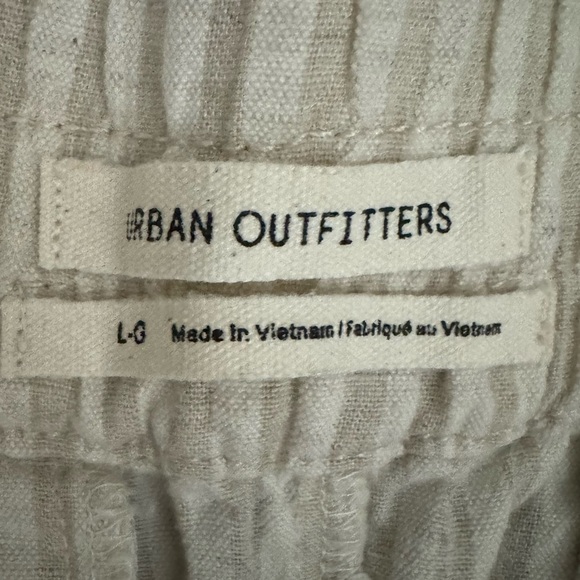 URBAN OUTFITTERS
L-G Made in Vietnam / Fabriqué au Vietnam